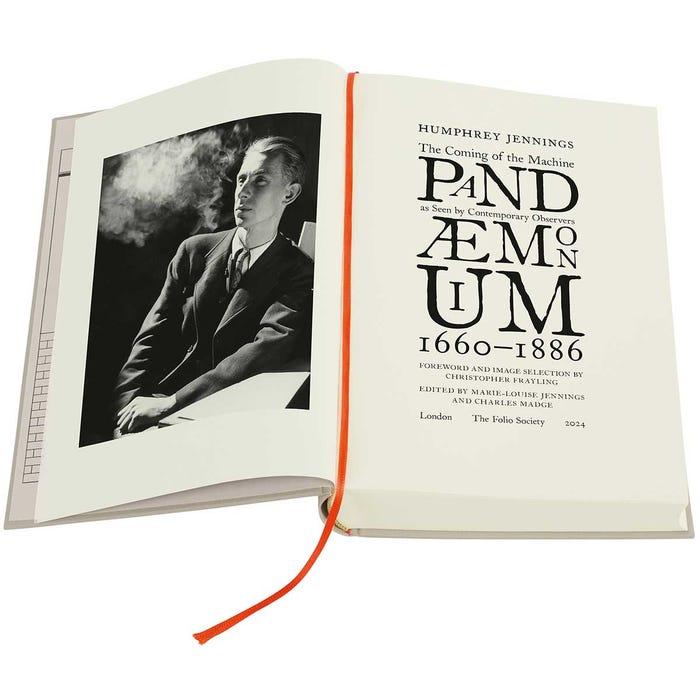 HUMPHREY JENNINGS
The Coming of the Machine
PAND
as Seen by Contemporary Observers
ÆMON
IUM
1660–1886
FOREWORD AND IMAGE SELECTION BY
CHRISTOPHER FRAYLING
EDITED BY MARIE-LOUISE JENNINGS
AND CHARLES MADGE
London The Folio Society 2024